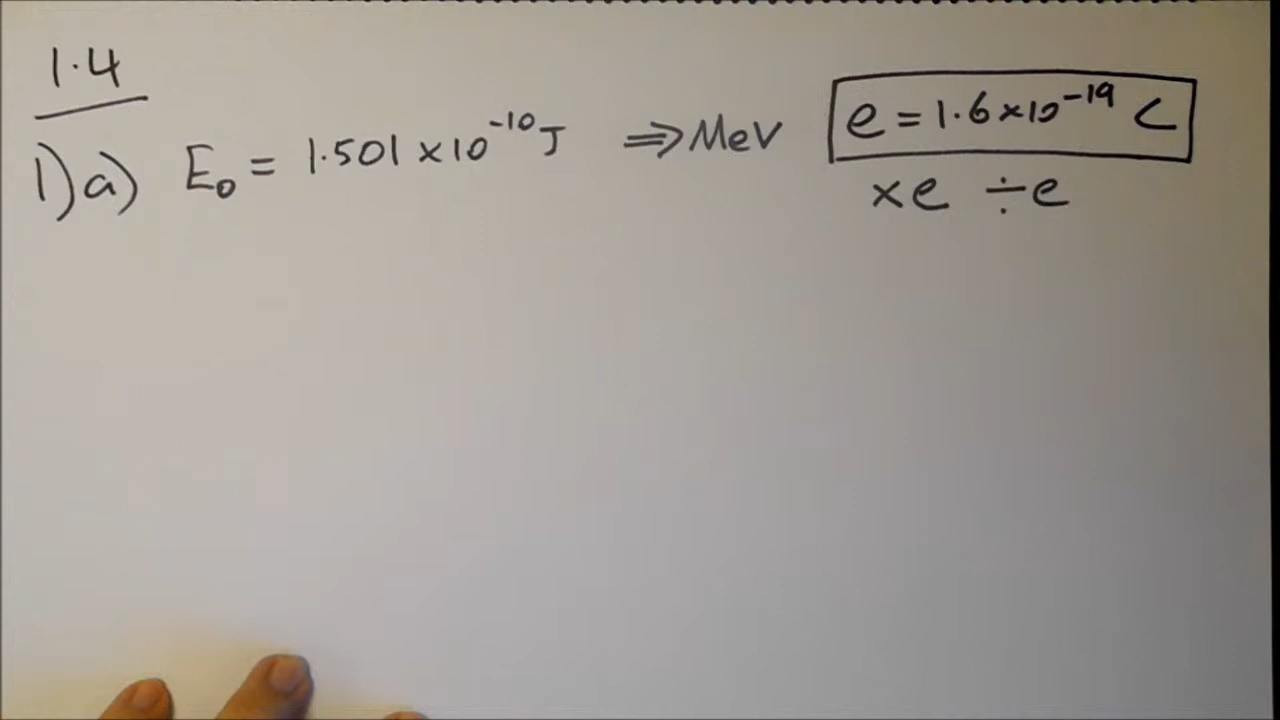 1.4
1)a) E₀ = 1.501 × 10⁻¹⁰ J ⇒ MeV
e = 1.6×10⁻¹⁹ C
×e ÷e